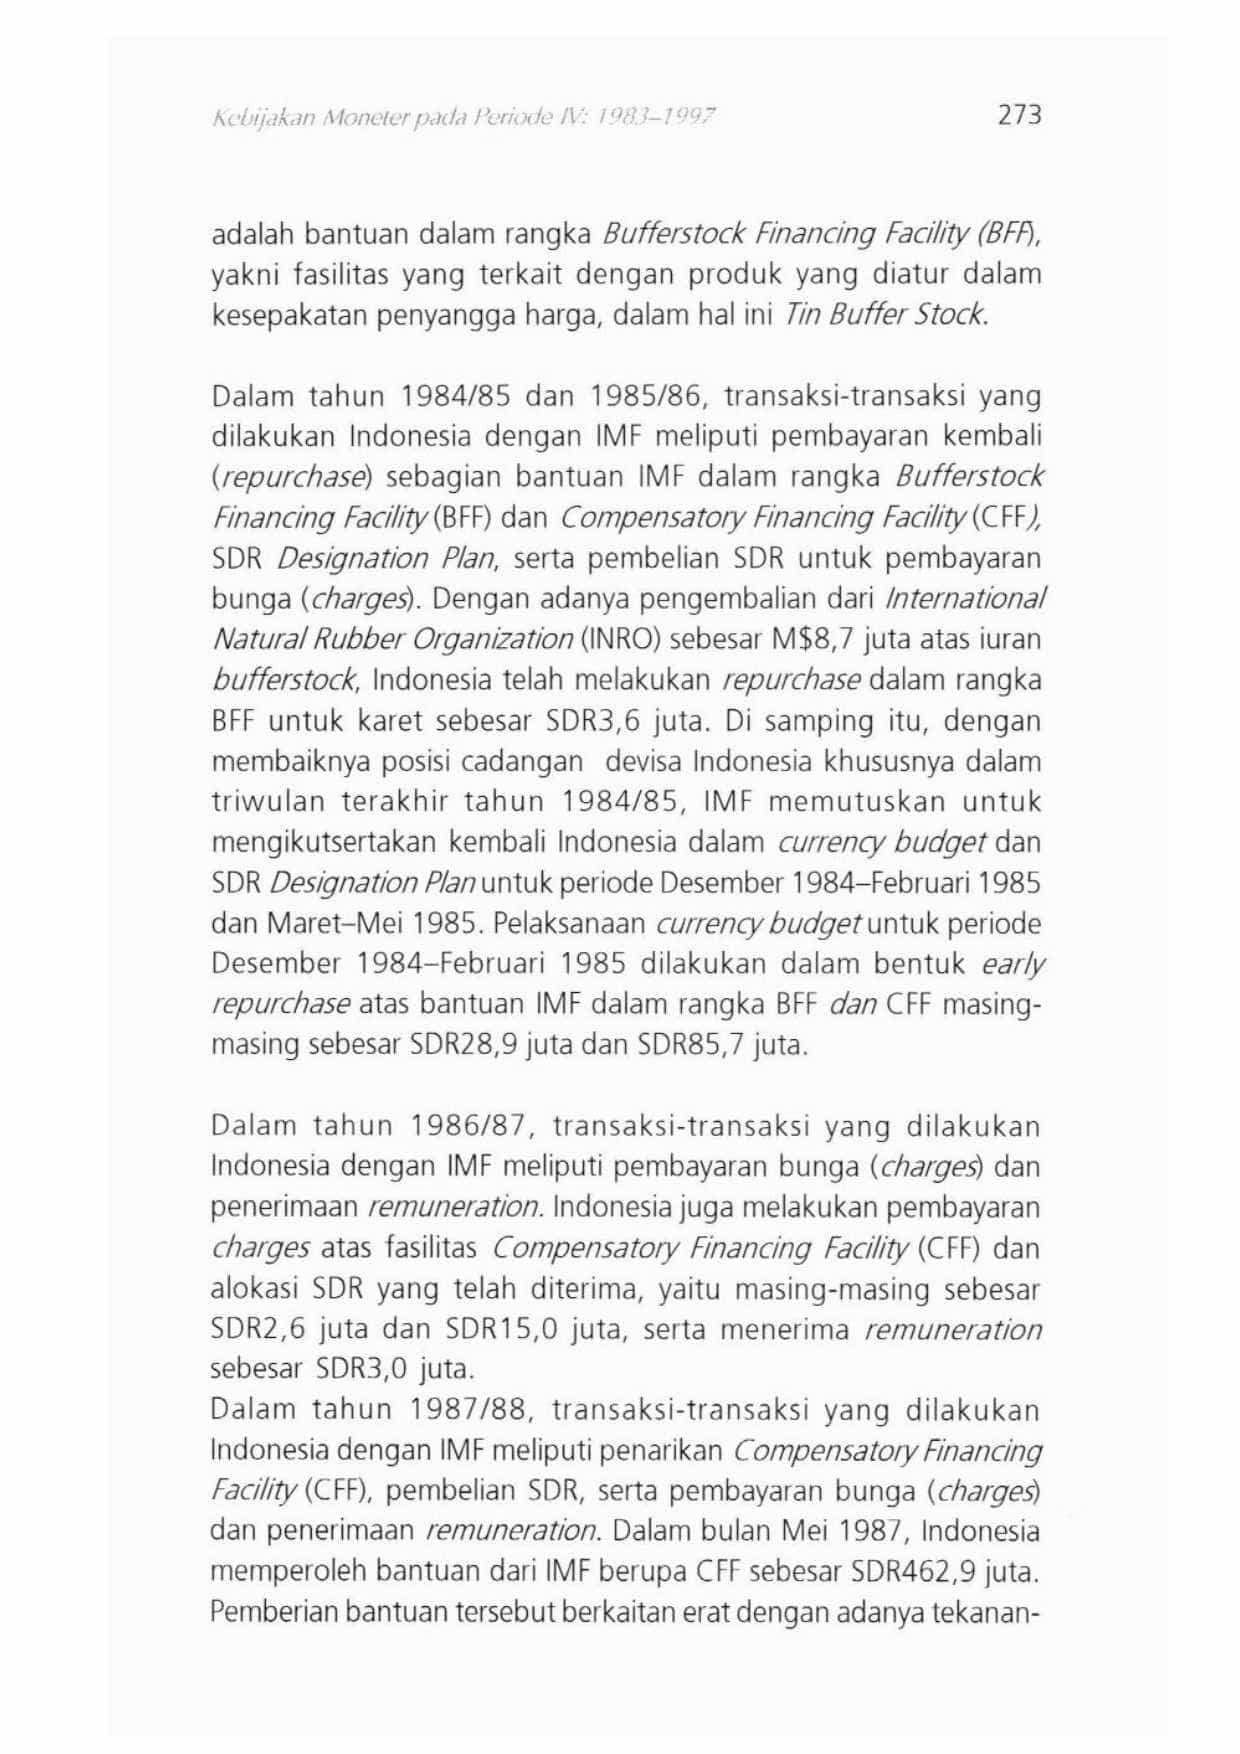 Kebijakan Moneter pada Periode IV: 1983–1997 273
adalah bantuan dalam rangka Bufferstock Financing Facility (BFF),
yakni fasilitas yang terkait dengan produk yang diatur dalam
kesepakatan penyangga harga, dalam hal ini Tin Buffer Stock.
Dalam tahun 1984/85 dan 1985/86, transaksi-transaksi yang
dilakukan Indonesia dengan IMF meliputi pembayaran kembali
(repurchase) sebagian bantuan IMF dalam rangka Bufferstock
Financing Facility (BFF) dan Compensatory Financing Facility (CFF),
SDR Designation Plan, serta pembelian SDR untuk pembayaran
bunga (charges). Dengan adanya pengembalian dari International
Natural Rubber Organization (INRO) sebesar M$8,7 juta atas iuran
bufferstock, Indonesia telah melakukan repurchase dalam rangka
BFF untuk karet sebesar SDR3,6 juta. Di samping itu, dengan
membaiknya posisi cadangan devisa Indonesia khususnya dalam
triwulan terakhir tahun 1984/85, IMF memutuskan untuk
mengikutsertakan kembali Indonesia dalam currency budget dan
SDR Designation Plan untuk periode Desember 1984–Februari 1985
dan Maret–Mei 1985. Pelaksanaan currency budget untuk periode
Desember 1984–Februari 1985 dilakukan dalam bentuk early
repurchase atas bantuan IMF dalam rangka BFF dan CFF masing-
masing sebesar SDR28,9 juta dan SDR85,7 juta.
Dalam tahun 1986/87, transaksi-transaksi yang dilakukan
Indonesia dengan IMF meliputi pembayaran bunga (charges) dan
penerimaan remuneration. Indonesia juga melakukan pembayaran
charges atas fasilitas Compensatory Financing Facility (CFF) dan
alokasi SDR yang telah diterima, yaitu masing-masing sebesar
SDR2,6 juta dan SDR15,0 juta, serta menerima remuneration
sebesar SDR3,0 juta.
Dalam tahun 1987/88, transaksi-transaksi yang dilakukan
Indonesia dengan IMF meliputi penarikan Compensatory Financing
Facility (CFF), pembelian SDR, serta pembayaran bunga (charges)
dan penerimaan remuneration. Dalam bulan Mei 1987, Indonesia
memperoleh bantuan dari IMF berupa CFF sebesar SDR462,9 juta.
Pemberian bantuan tersebut berkaitan erat dengan adanya tekanan-